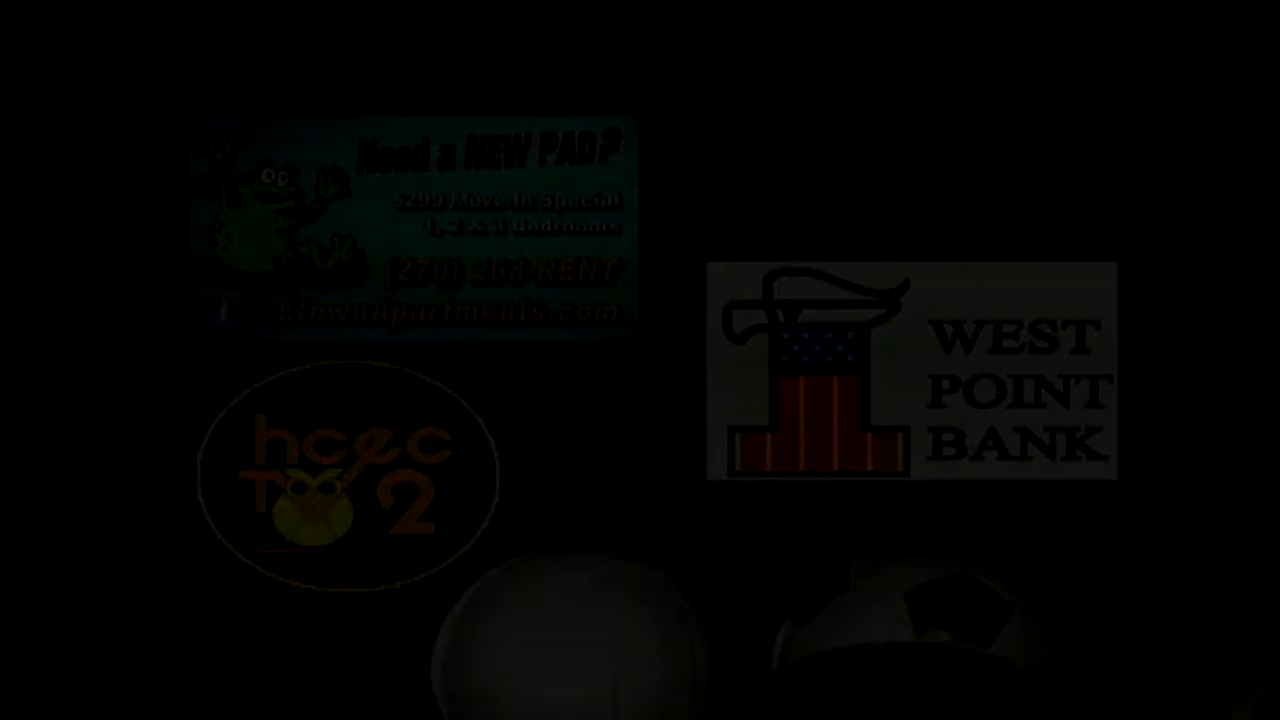 Need a NEW PAD?
$299 Move-In Special
1, 2 & 3 Bedrooms
(270) 268-RENT
EtownApartments.com
WEST
POINT
BANK
hcec
TV 2